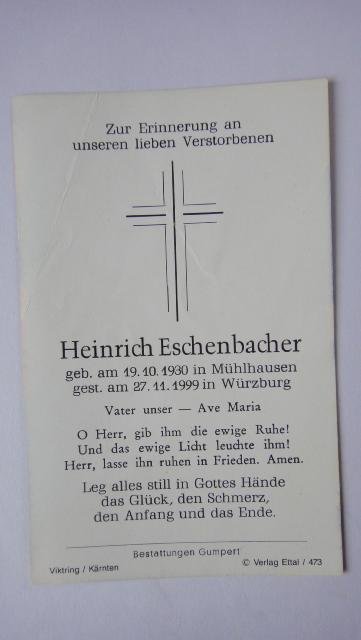 Zur Erinnerung an
unseren lieben Verstorbenen
Heinrich Eschenbacher
geb. am 19. 10. 1930 in Mühlhausen
gest. am 27. 11. 1999 in Würzburg
Vater unser — Ave Maria
O Herr, gib ihm die ewige Ruhe!
Und das ewige Licht leuchte ihm!
Herr, lasse ihn ruhen in Frieden. Amen.
Leg alles still in Gottes Hände
das Glück, den Schmerz,
den Anfang und das Ende.
Bestattungen Gumpert
Viktring / Kärnten © Verlag Ettal / 473